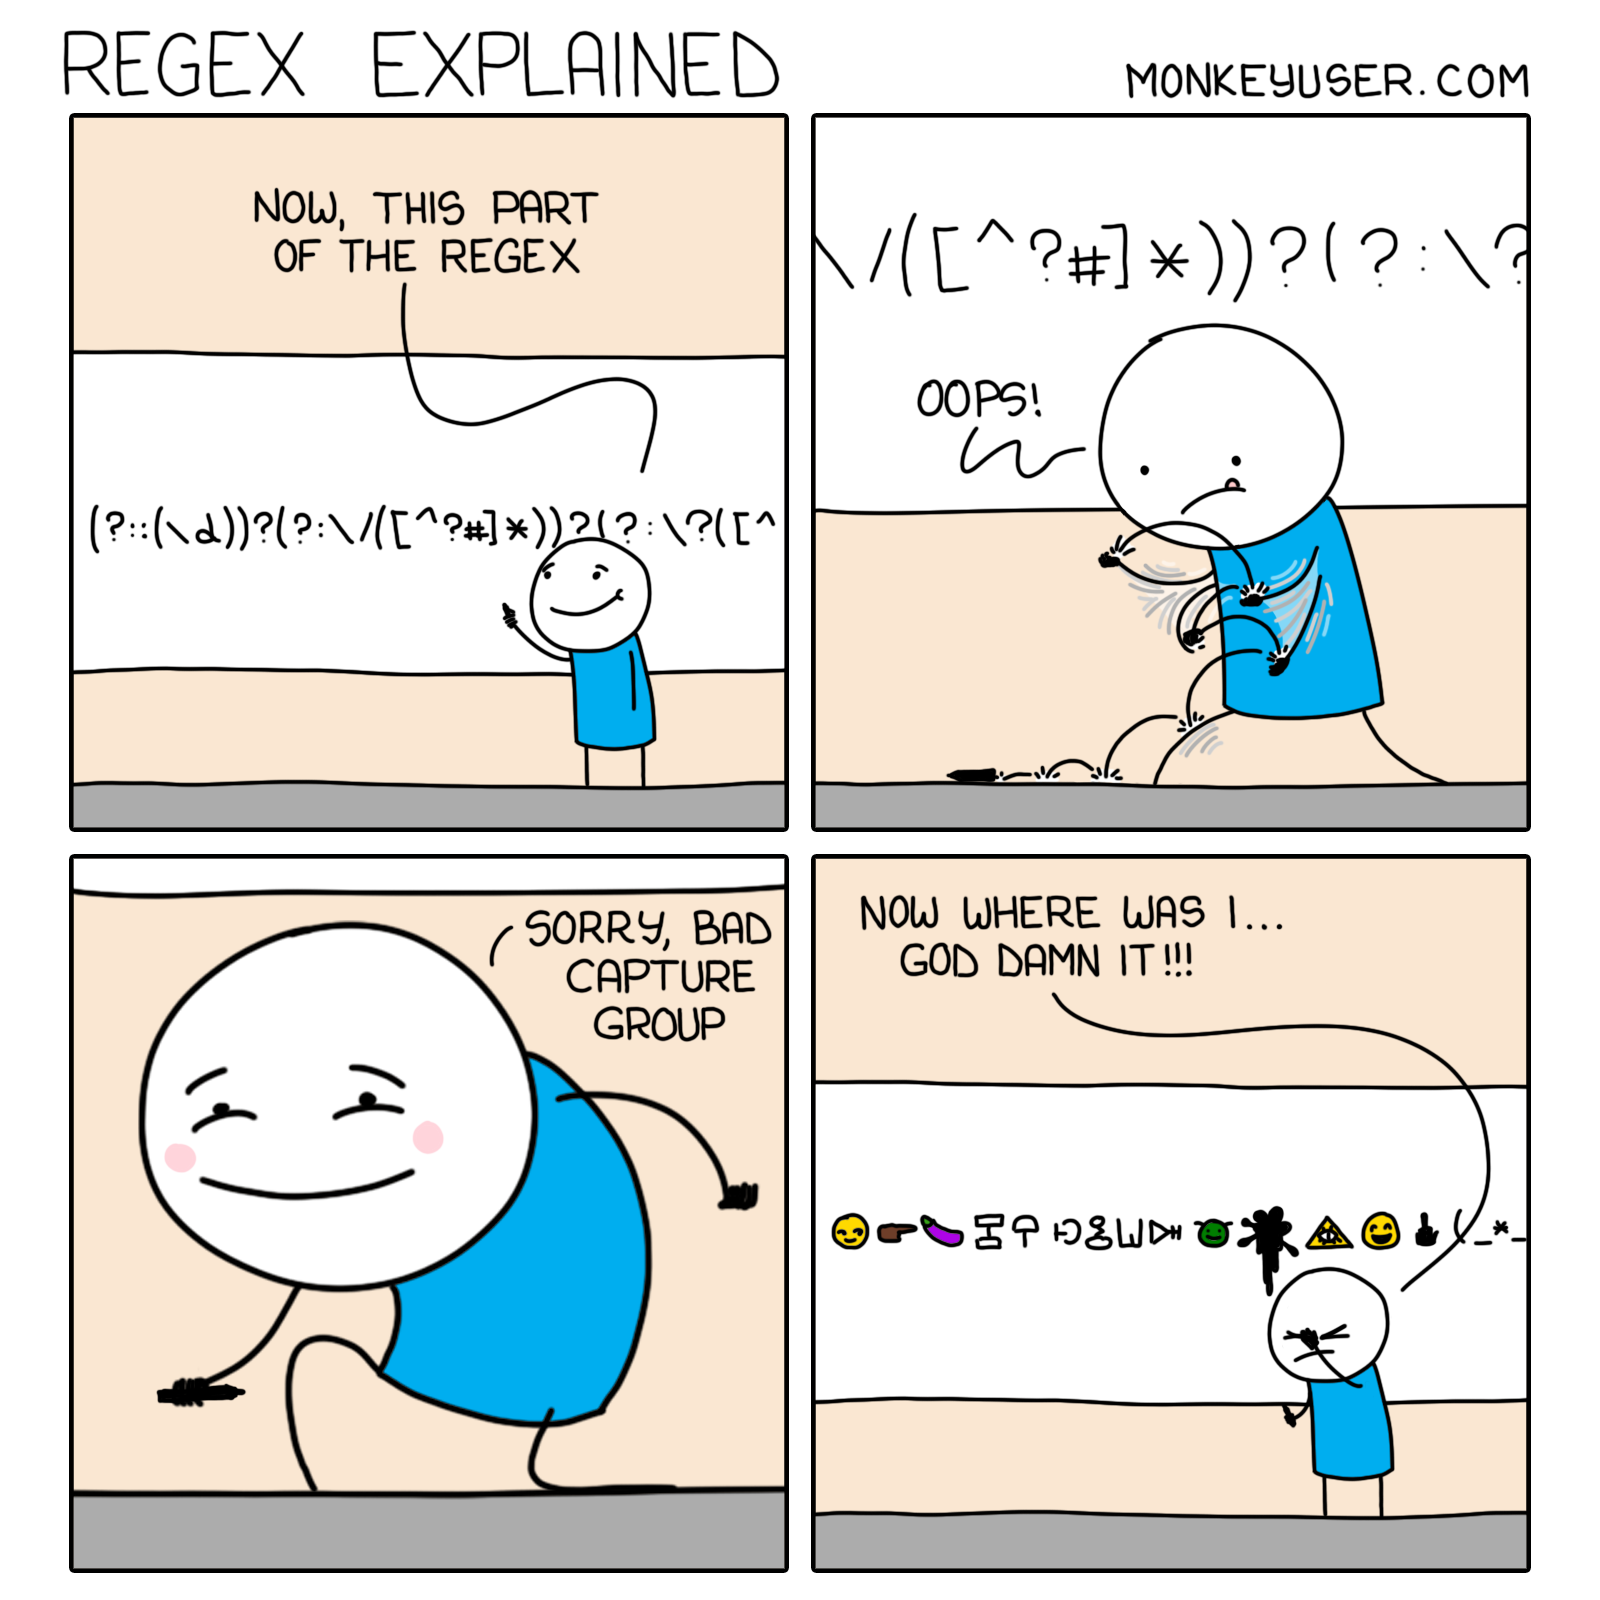 REGEX EXPLAINED
MONKEYUSER.COM
NOW, THIS PART
OF THE REGEX
(?::(\d))?(?:\/([^?#]*))?(?:\?([^
\/([^?#]*))?(?:\?
OOPS!
SORRY, BAD
CAPTURE
GROUP
NOW WHERE WAS I...
GOD DAMN IT!!!